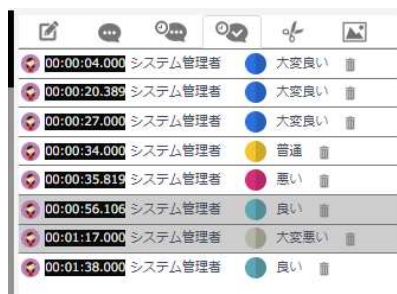 00:00:04.000 システム管理者 大変良い
00:00:20.389 システム管理者 大変良い
00:00:27.000 システム管理者 大変良い
00:00:34.000 システム管理者 普通
00:00:35.819 システム管理者 悪い
00:00:56.106 システム管理者 良い
00:01:17.000 システム管理者 大変悪い
00:01:38.000 システム管理者 良い